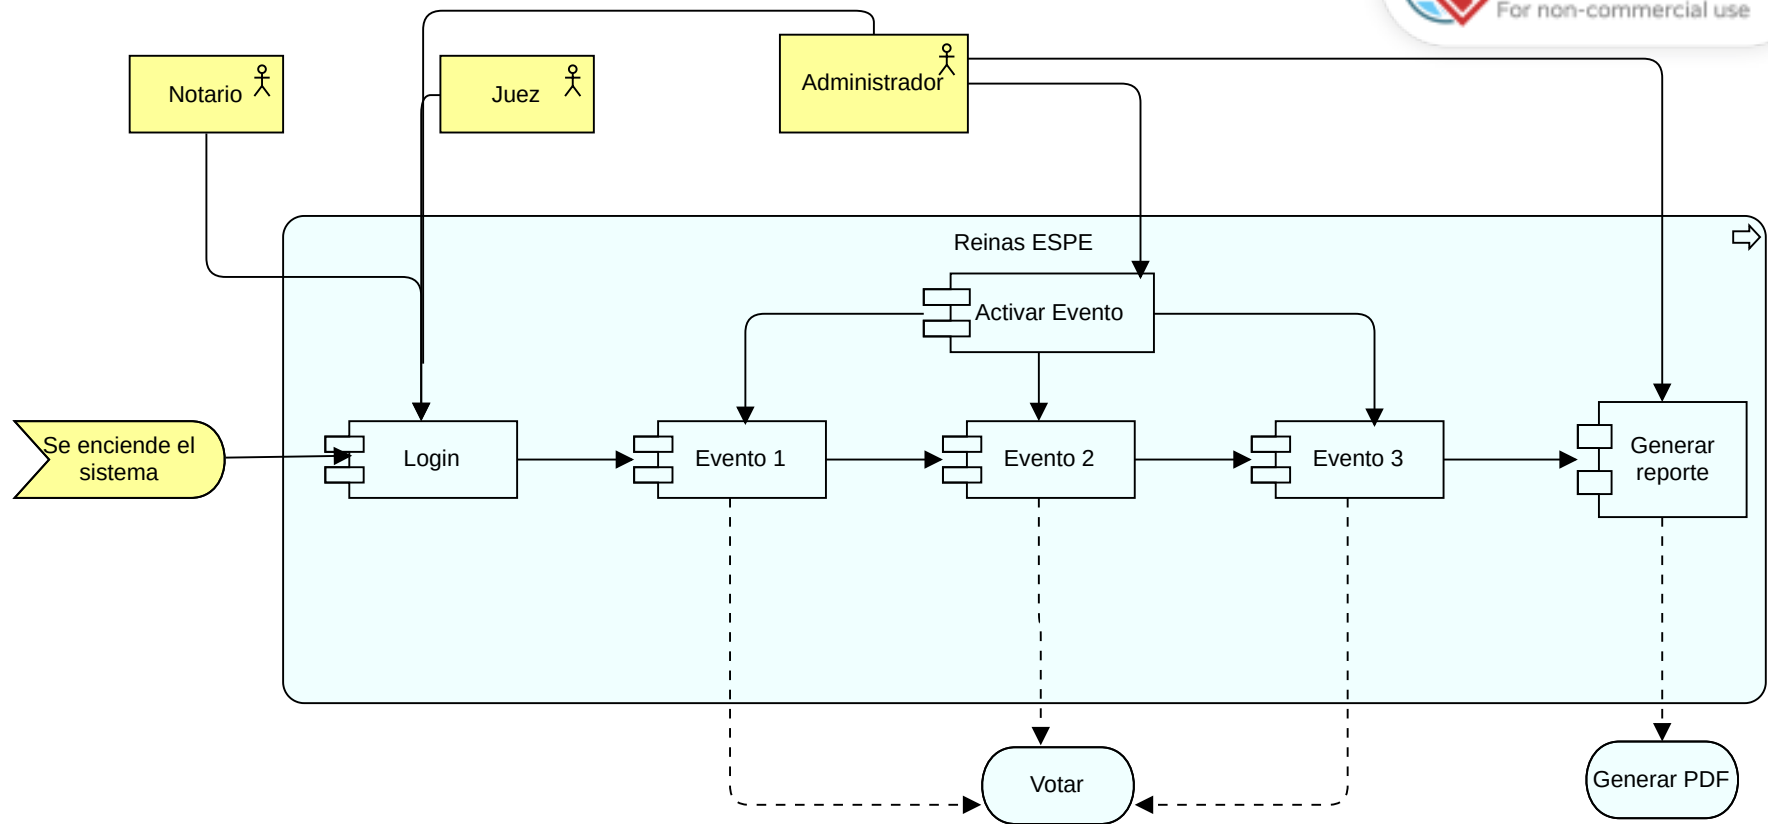 For non-commercial use
Notario
Juez
Administrador
Reinas ESPE
Activar Evento
Se enciende el
sistema
Login
Evento 1
Evento 2
Evento 3
Generar
reporte
Votar
Generar PDF